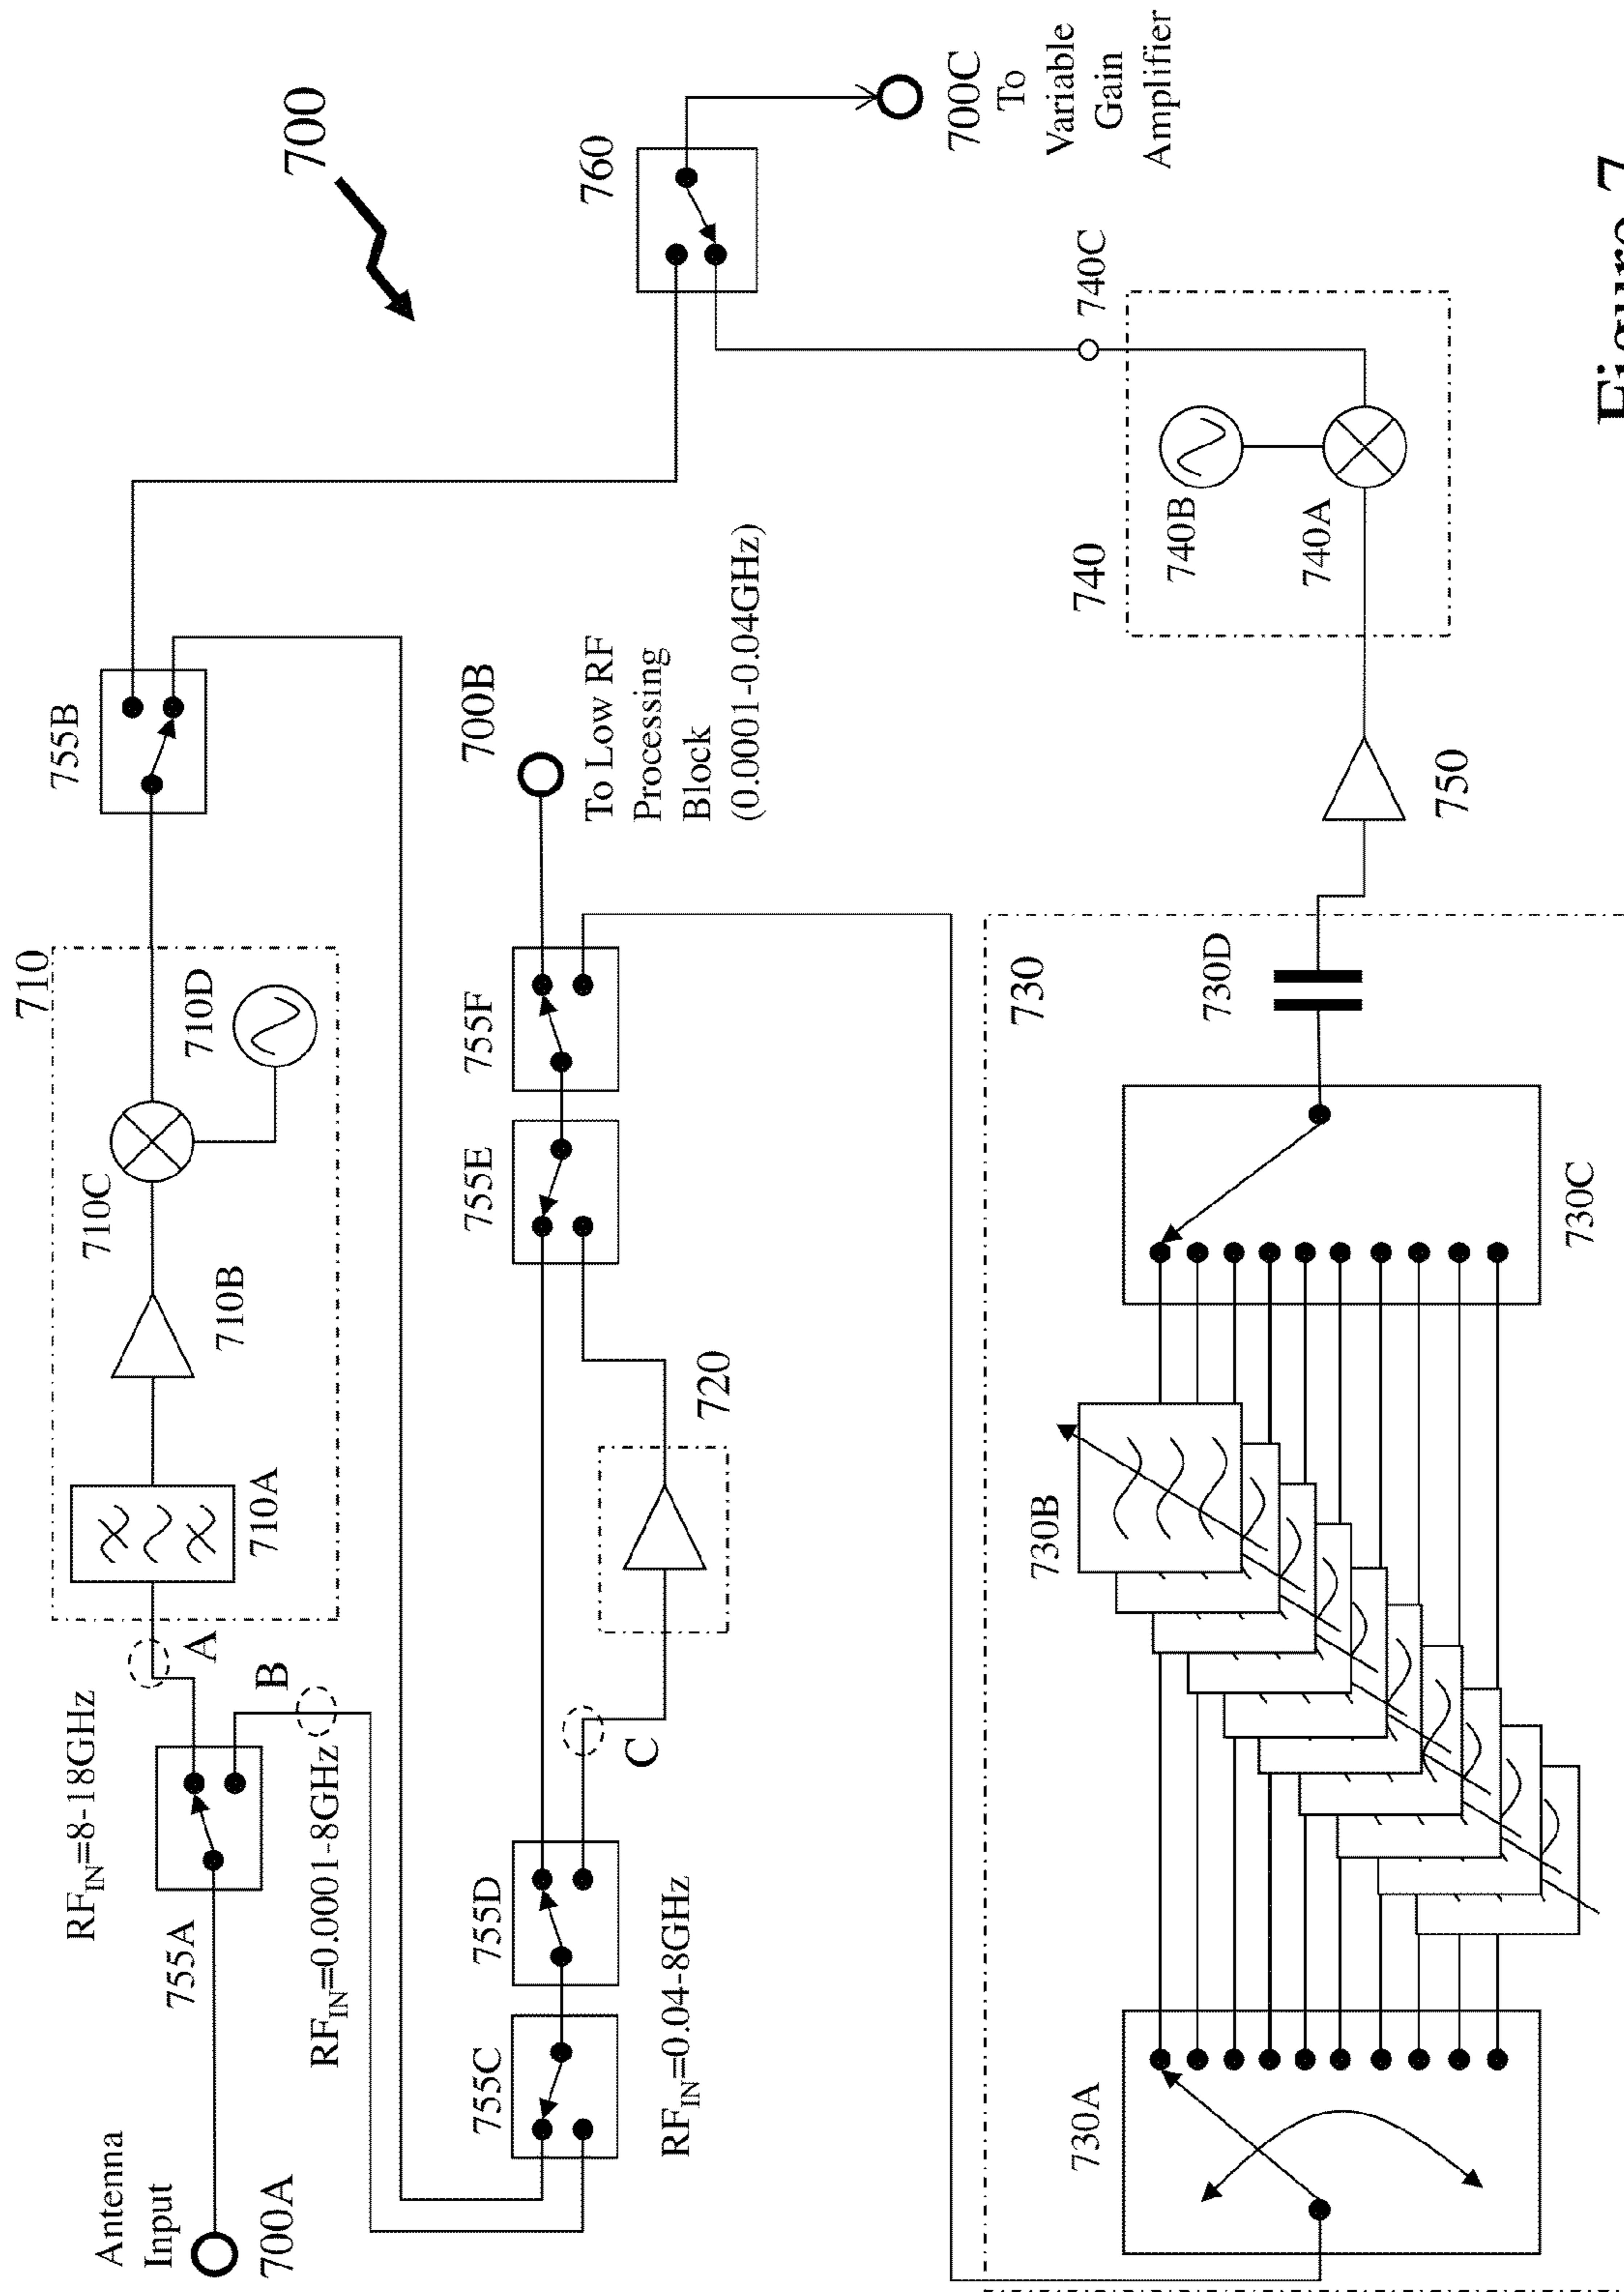 700
Antenna
Input
700A
755A
RF_IN=8-18GHz
A
B
RF_IN=0.0001-8GHz
710
710A
710B
710C
710D
755B
760
700C
To
Variable
Gain
Amplifier
755C
755D
RF_IN=0.04-8GHz
C
720
755E
755F
700B
To Low RF
Processing
Block
(0.0001-0.04GHz)
730
730A
730B
730C
730D
750
740
740A
740B
740C
Figure 7